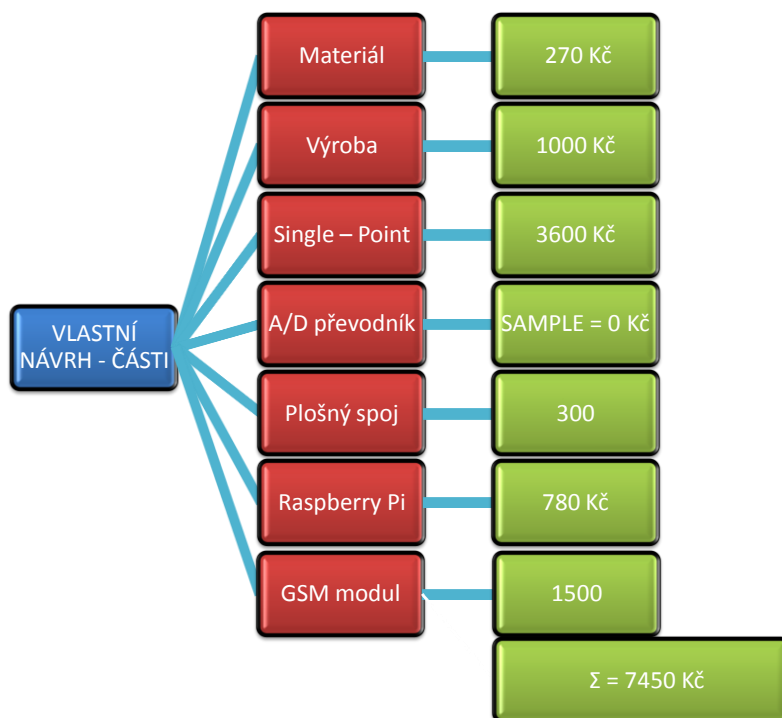 Materiál
270 Kč
Výroba
1000 Kč
Single – Point
3600 Kč
VLASTNÍ
NÁVRH - ČÁSTI
A/D převodník
SAMPLE = 0 Kč
Plošný spoj
300
Raspberry Pi
780 Kč
GSM modul
1500
Σ = 7450 Kč